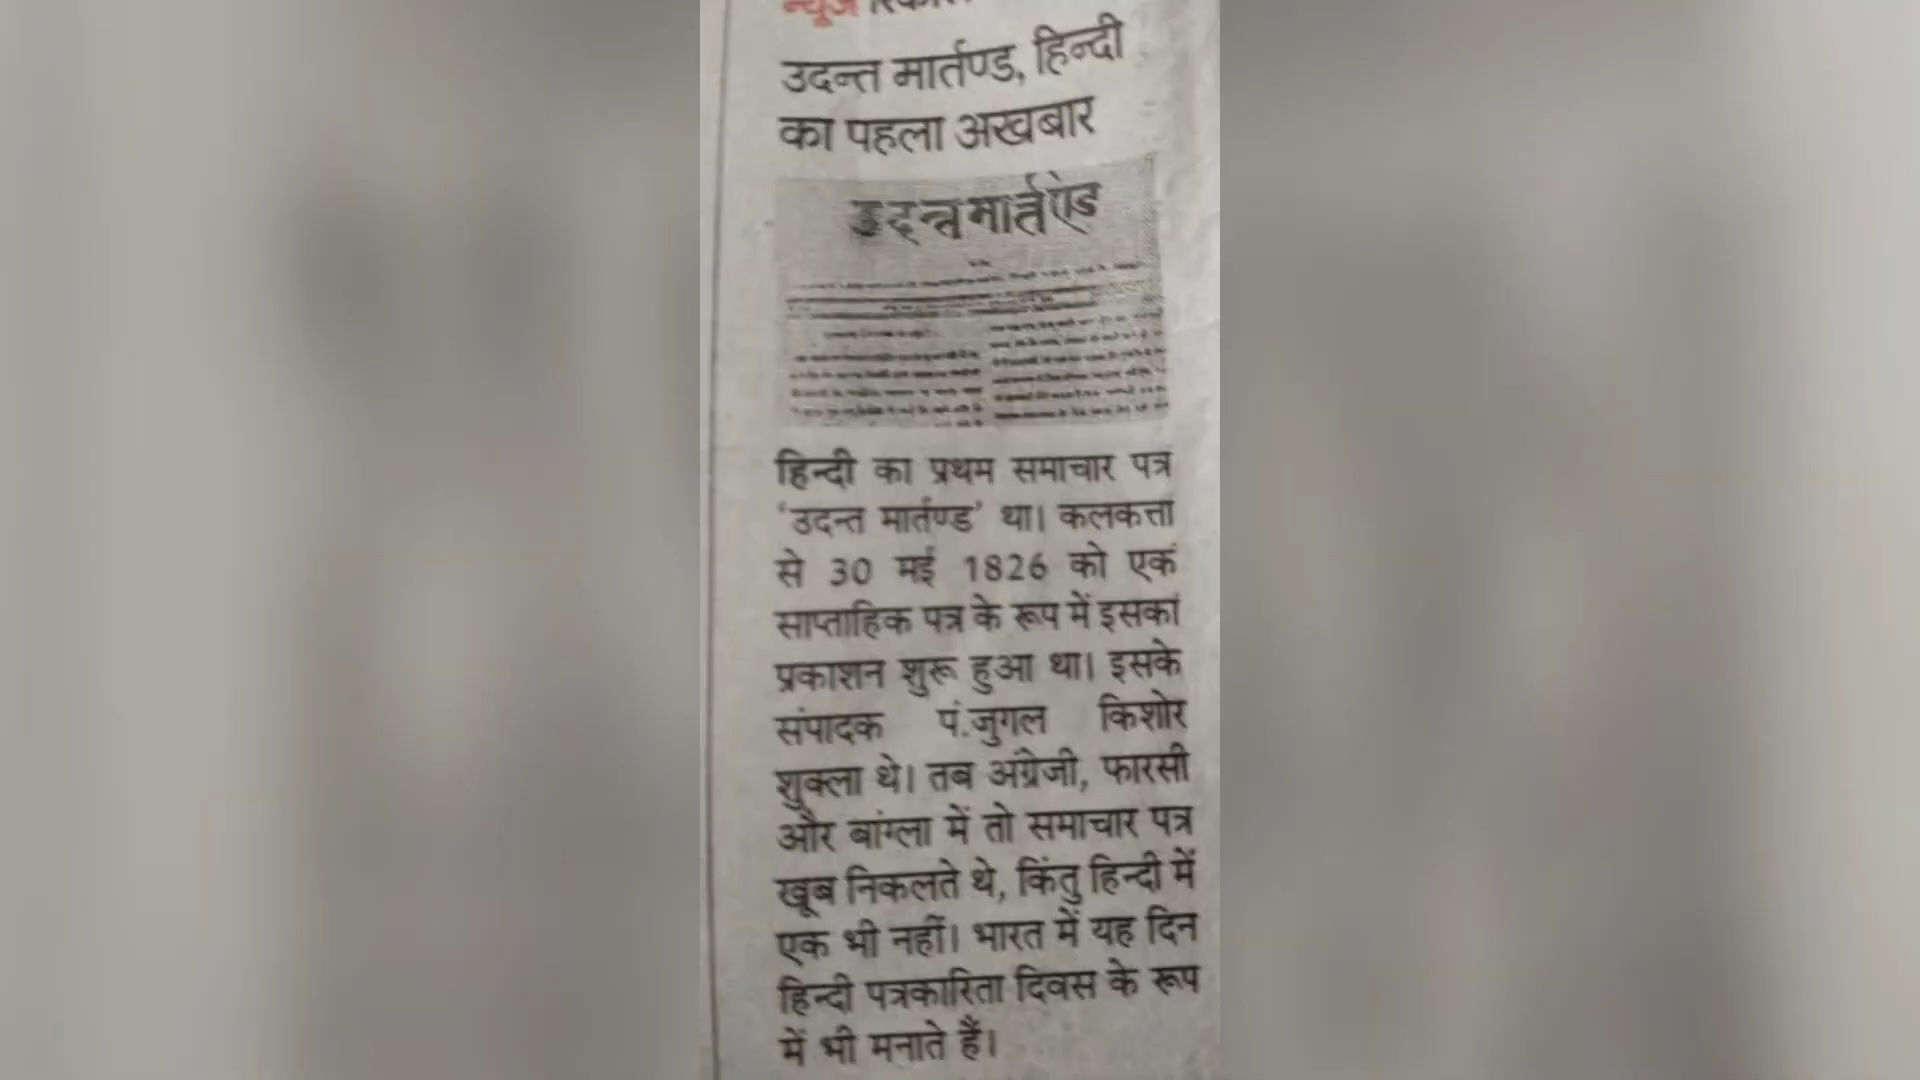 न्यूज
उदन्त मार्तण्ड, हिन्दी
का पहला अखबार
उदन्त मार्तण्ड
हिन्दी का प्रथम समाचार पत्र
'उदन्त मार्तण्ड' था। कलकत्ता
से 30 मई 1826 को एक
साप्ताहिक पत्र के रूप में इसका
प्रकाशन शुरू हुआ था। इसके
संपादक पं.जुगल किशोर
शुक्ला थे। तब अंग्रेजी, फारसी
और बांग्ला में तो समाचार पत्र
खूब निकलते थे, किंतु हिन्दी में
एक भी नहीं। भारत में यह दिन
हिन्दी पत्रकारिता दिवस के रूप
में भी मनाते हैं।